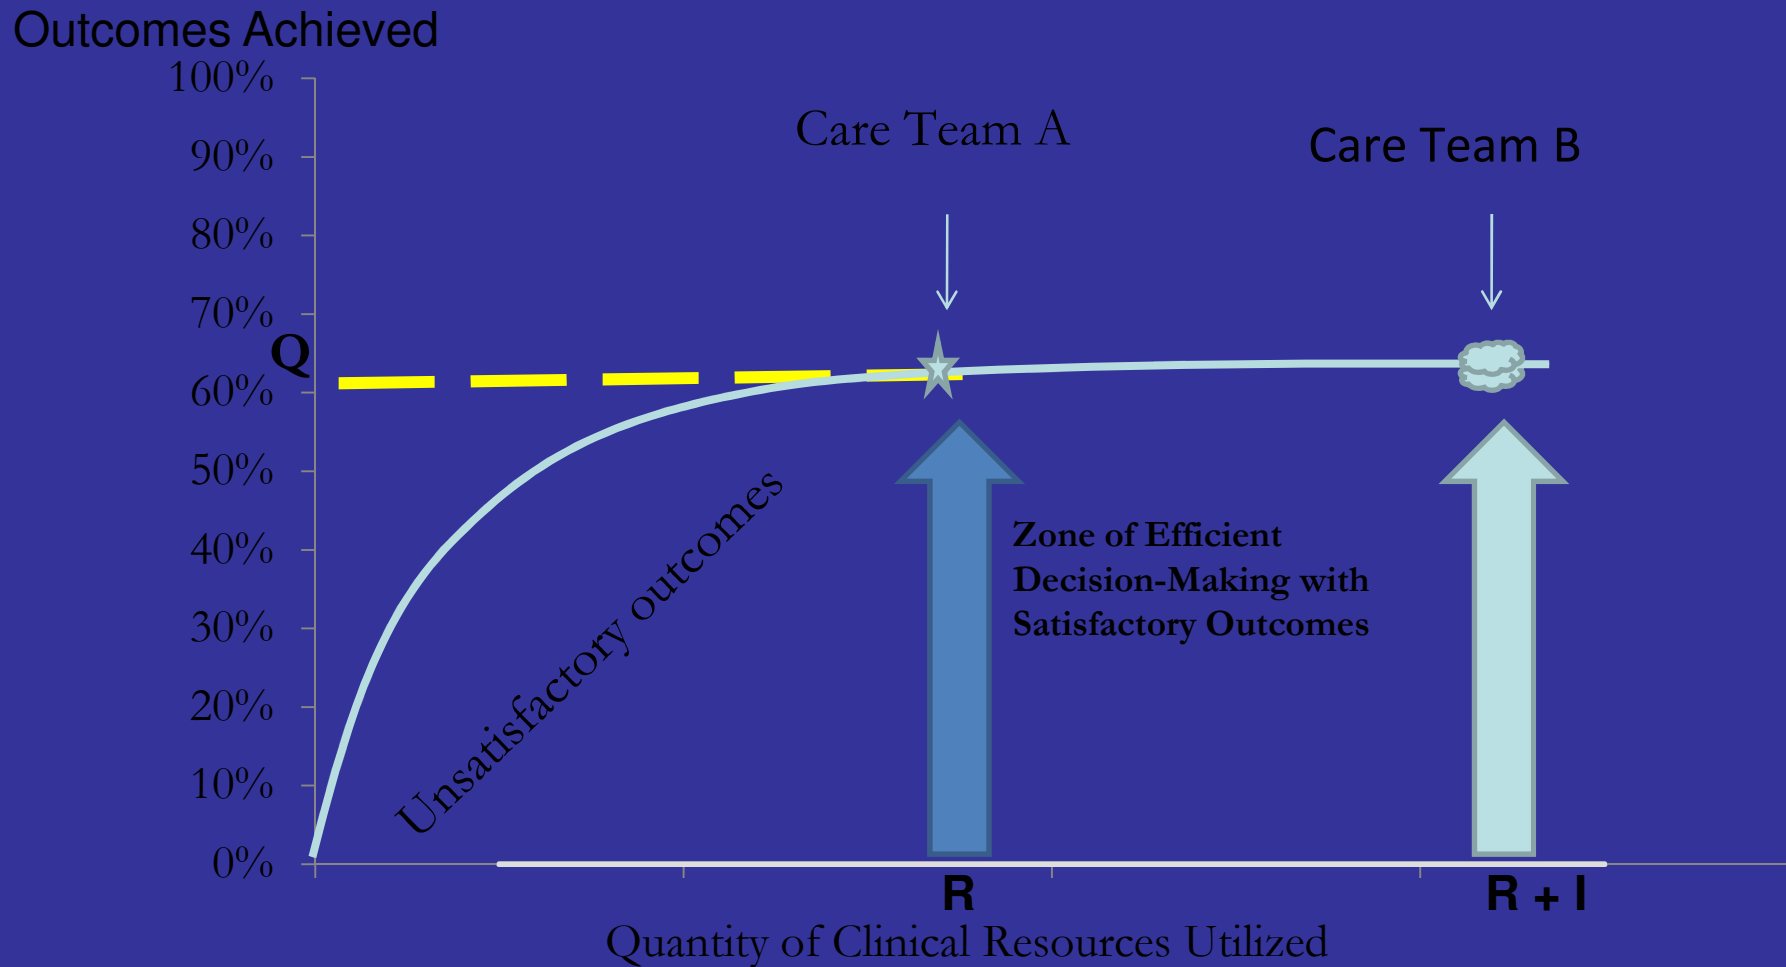 Outcomes Achieved
100%
90%
80%
70%
60%
50%
40%
30%
20%
10%
0%
Q
Care Team A
Care Team B
Unsatisfactory outcomes
Zone of Efficient
Decision-Making with
Satisfactory Outcomes
R
R + I
Quantity of Clinical Resources Utilized